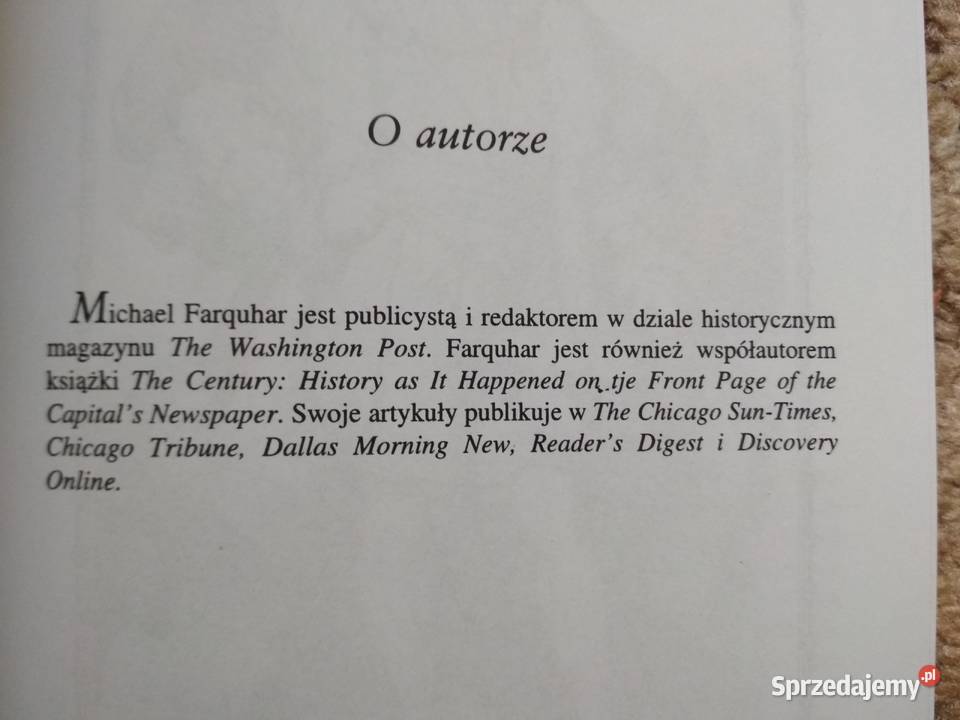 O autorze
Michael Farquhar jest publicystą i redaktorem w dziale historycznym
magazynu The Washington Post. Farquhar jest również współautorem
książki The Century: History as It Happened on tje Front Page of the
Capital's Newspaper. Swoje artykuły publikuje w The Chicago Sun-Times,
Chicago Tribune, Dallas Morning New, Reader's Digest i Discovery
Online.
Sprzedajemy.pl